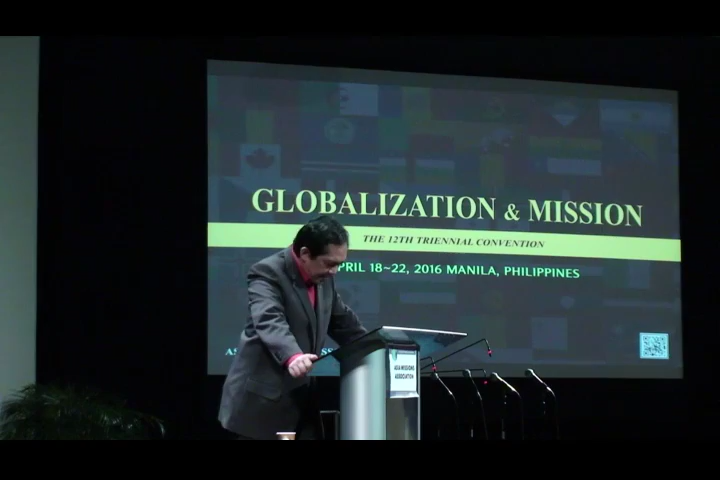 GLOBALIZATION & MISSION
THE 12TH TRIENNIAL CONVENTION
PRIL 18~22, 2016 MANILA, PHILIPPINES
ASIA MISSIONS
ASSOCIATION